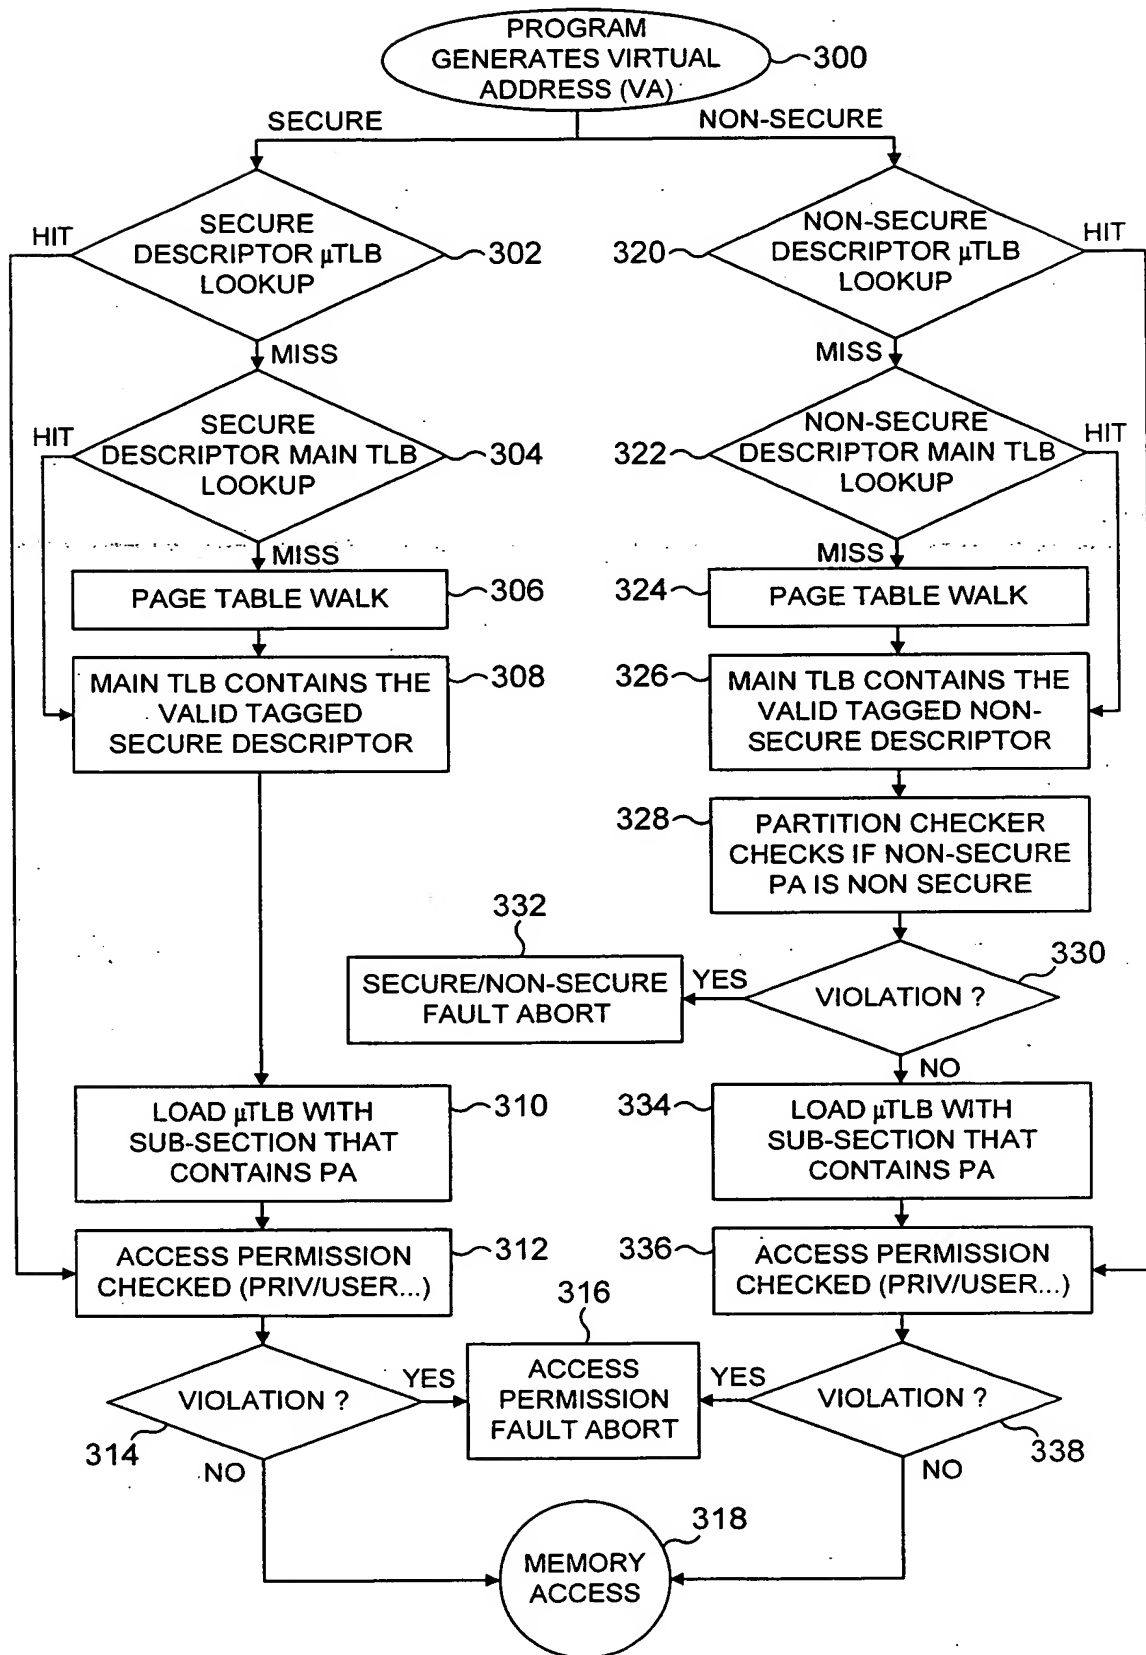 PROGRAM
GENERATES VIRTUAL
ADDRESS (VA)
300
SECURE
NON-SECURE
HIT
SECURE
DESCRIPTOR µTLB
LOOKUP
302
320
NON-SECURE
DESCRIPTOR µTLB
LOOKUP
HIT
MISS
MISS
HIT
SECURE
DESCRIPTOR MAIN TLB
LOOKUP
304
322
NON-SECURE
DESCRIPTOR MAIN TLB
LOOKUP
HIT
MISS
MISS
PAGE TABLE WALK
306
324
PAGE TABLE WALK
MAIN TLB CONTAINS THE
VALID TAGGED
SECURE DESCRIPTOR
308
326
MAIN TLB CONTAINS THE
VALID TAGGED NON-
SECURE DESCRIPTOR
328
PARTITION CHECKER
CHECKS IF NON-SECURE
PA IS NON SECURE
332
SECURE/NON-SECURE
FAULT ABORT
YES
VIOLATION ?
330
NO
LOAD µTLB WITH
SUB-SECTION THAT
CONTAINS PA
310
334
LOAD µTLB WITH
SUB-SECTION THAT
CONTAINS PA
ACCESS PERMISSION
CHECKED (PRIV/USER...)
312
336
ACCESS PERMISSION
CHECKED (PRIV/USER...)
316
VIOLATION ?
314
YES
ACCESS
PERMISSION
FAULT ABORT
YES
VIOLATION ?
338
NO
NO
318
MEMORY
ACCESS